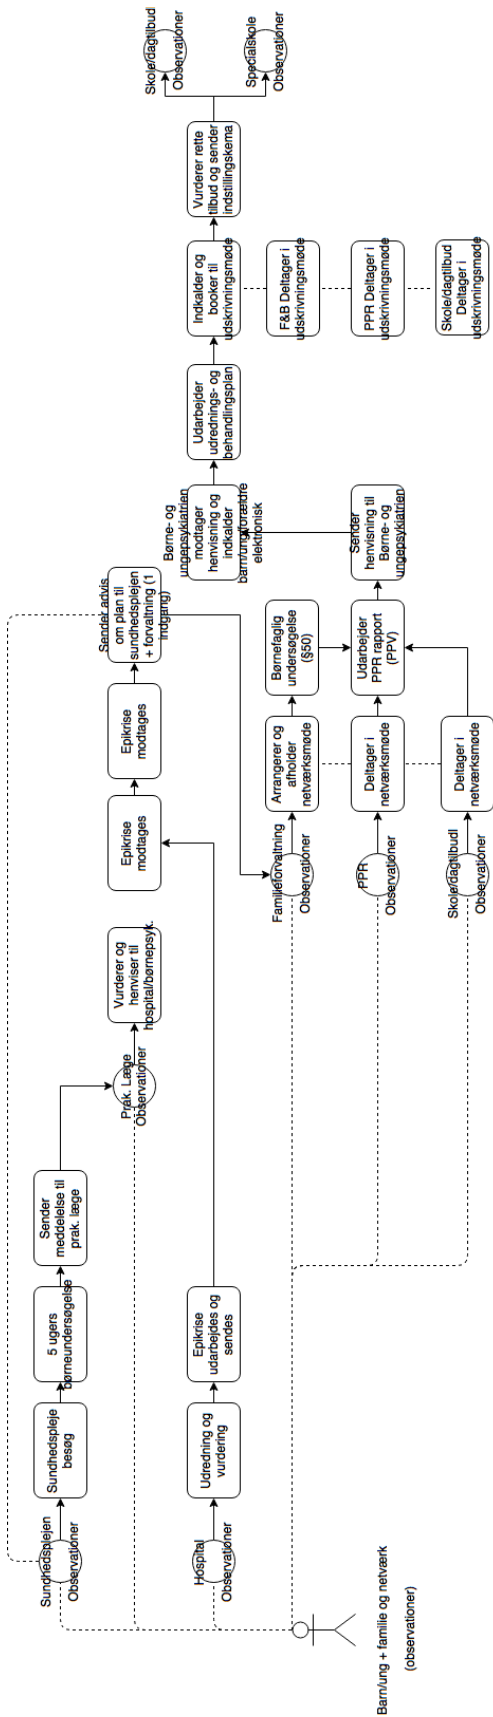 Sundhedsplejen
Observationer
Sundhedspleje
besøg
5 ugers
børneundersøgelse
Sender
meddelelse til
prak. læge
Prak. Læge
Observationer
Vurderer og
henviser til
hospital/børnepsyk.
Epikrise
modtages
Epikrise
modtages
Sender advis
om plan til
sundhedsplejen
+ forvaltning (1
indgang)
Hospital
Observationer
Udredning og
vurdering
Epikrise
udarbejdes og
sendes
Børne- og
ungepsykiatrien
modtager
henvisning og
indkalder
barn/ung/forældre
elektronisk
Udarbejder
udrednings- og
behandlingsplan
Indkalder og
booker til
udskrivningsmøde
Vurderer rette
tilbud og sender
indstillingskema
Skole/dagtilbud
Observationer
Specialskole
Observationer
Familieforvaltning
Observationer
Arrangerer og
afholder
netværksmøde
Børnefaglig
undersøgelse
(§50)
F&B Deltager i
udskrivningsmøde
PPR
Observationer
Deltager i
netværksmøde
Udarbejder
PPR rapport
(PPV)
Sender
henvisning til
Børne- og
ungepsykiatrien
PPR Deltager i
udskrivningsmøde
Skole/dagtilbudl
Observationer
Deltager i
netværksmøde
Skole/dagtilbud
Deltager i
udskrivningsmøde
Barn/ung + familie og netværk
(observationer)